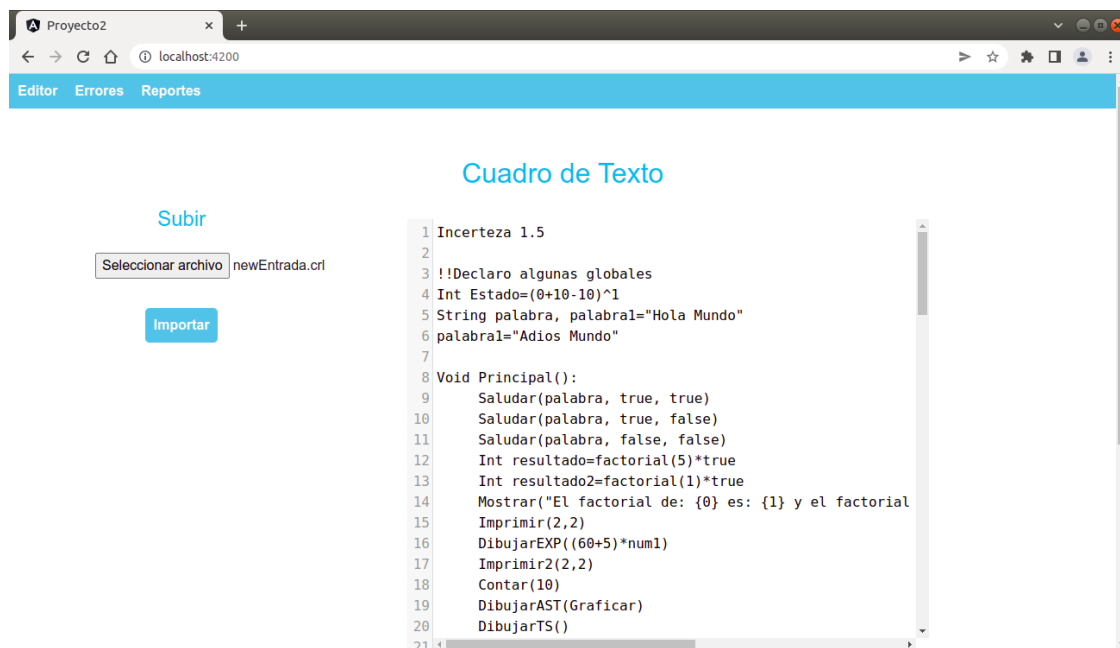 Proyecto2
localhost:4200
Editor Errores Reportes
Cuadro de Texto
Subir
Seleccionar archivo newEntrada.crl
Importar
1 Incerteza 1.5
2
3 !!Declaro algunas globales
4 Int Estado=(0+10-10)^1
5 String palabra, palabra1="Hola Mundo"
6 palabra1="Adios Mundo"
7
8 Void Principal():
9 Saludar(palabra, true, true)
10 Saludar(palabra, true, false)
11 Saludar(palabra, false, false)
12 Int resultado=factorial(5)*true
13 Int resultado2=factorial(1)*true
14 Mostrar("El factorial de: {0} es: {1} y el factorial
15 Imprimir(2,2)
16 DibujarEXP((60+5)*num1)
17 Imprimir2(2,2)
18 Contar(10)
19 DibujarAST(Graficar)
20 DibujarTS()
21